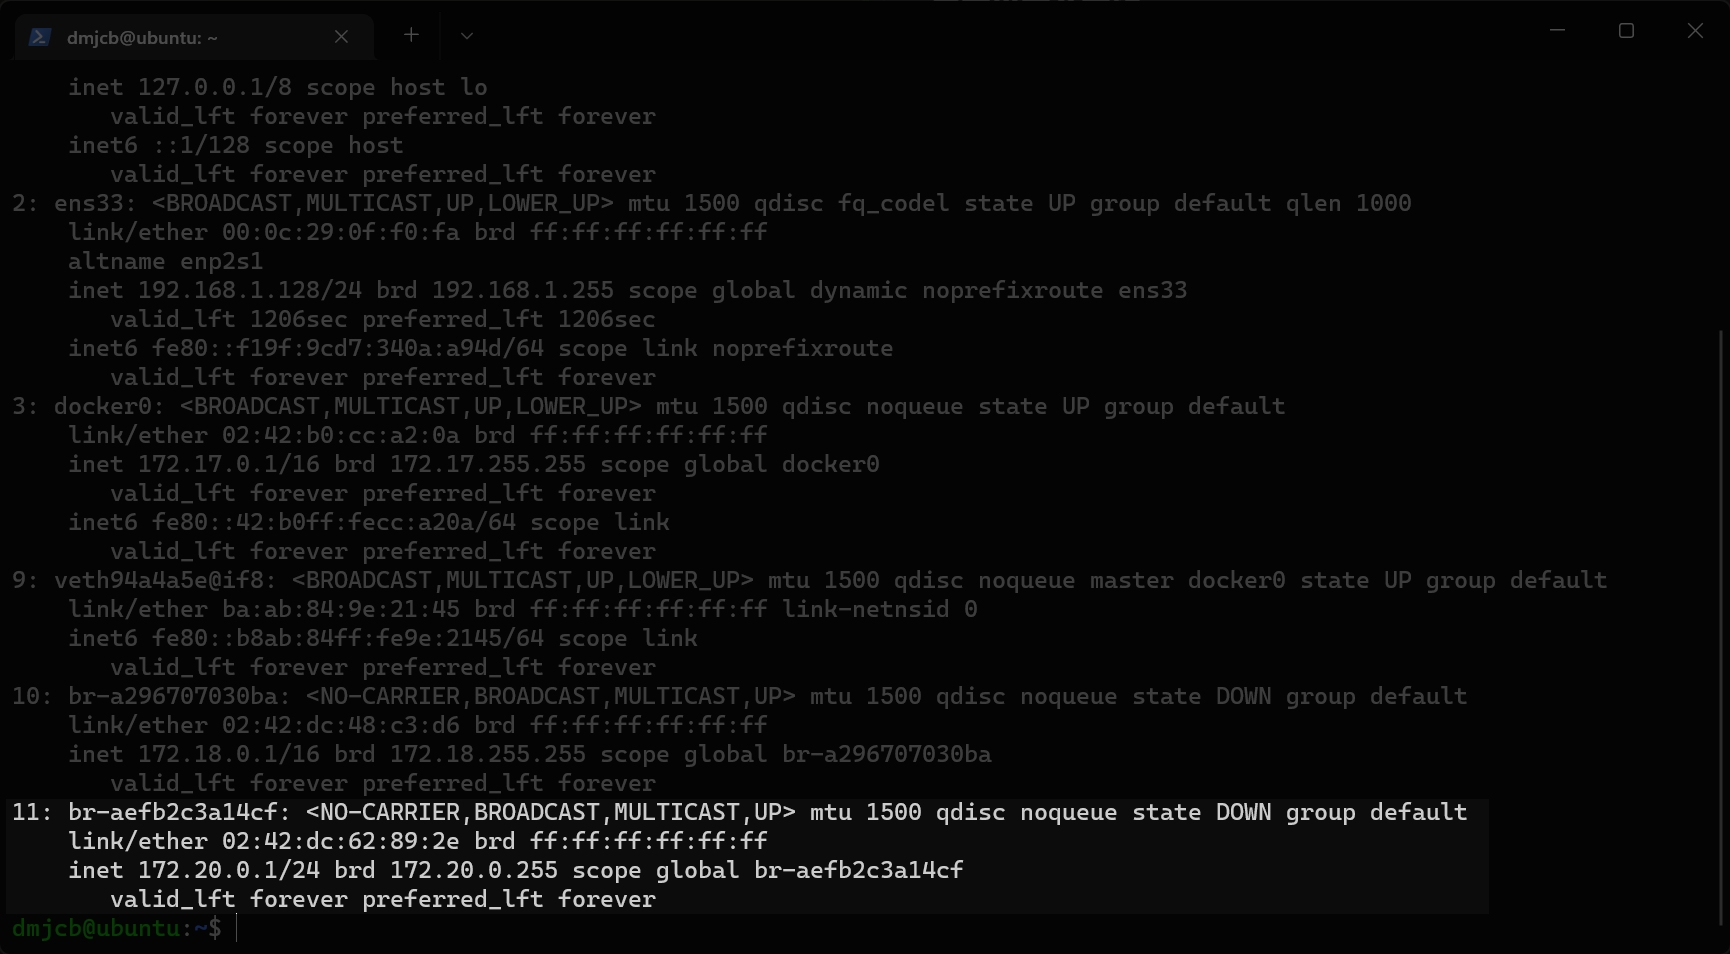 dmjcb@ubuntu: ~
inet 127.0.0.1/8 scope host lo
valid_lft forever preferred_lft forever
inet6 ::1/128 scope host
valid_lft forever preferred_lft forever
2: ens33: <BROADCAST,MULTICAST,UP,LOWER_UP> mtu 1500 qdisc fq_codel state UP group default qlen 1000
link/ether 00:0c:29:0f:f0:fa brd ff:ff:ff:ff:ff:ff
altname enp2s1
inet 192.168.1.128/24 brd 192.168.1.255 scope global dynamic noprefixroute ens33
valid_lft 1206sec preferred_lft 1206sec
inet6 fe80::f19f:9cd7:340a:a94d/64 scope link noprefixroute
valid_lft forever preferred_lft forever
3: docker0: <BROADCAST,MULTICAST,UP,LOWER_UP> mtu 1500 qdisc noqueue state UP group default
link/ether 02:42:b0:cc:a2:0a brd ff:ff:ff:ff:ff:ff
inet 172.17.0.1/16 brd 172.17.255.255 scope global docker0
valid_lft forever preferred_lft forever
inet6 fe80::42:b0ff:fecc:a20a/64 scope link
valid_lft forever preferred_lft forever
9: veth94a4a5e@if8: <BROADCAST,MULTICAST,UP,LOWER_UP> mtu 1500 qdisc noqueue master docker0 state UP group default
link/ether ba:ab:84:9e:21:45 brd ff:ff:ff:ff:ff:ff link-netnsid 0
inet6 fe80::b8ab:84ff:fe9e:2145/64 scope link
valid_lft forever preferred_lft forever
10: br-a296707030ba: <NO-CARRIER,BROADCAST,MULTICAST,UP> mtu 1500 qdisc noqueue state DOWN group default
link/ether 02:42:dc:48:c3:d6 brd ff:ff:ff:ff:ff:ff
inet 172.18.0.1/16 brd 172.18.255.255 scope global br-a296707030ba
valid_lft forever preferred_lft forever
11: br-aefb2c3a14cf: <NO-CARRIER,BROADCAST,MULTICAST,UP> mtu 1500 qdisc noqueue state DOWN group default
link/ether 02:42:dc:62:89:2e brd ff:ff:ff:ff:ff:ff
inet 172.20.0.1/24 brd 172.20.0.255 scope global br-aefb2c3a14cf
valid_lft forever preferred_lft forever
dmjcb@ubuntu:~$